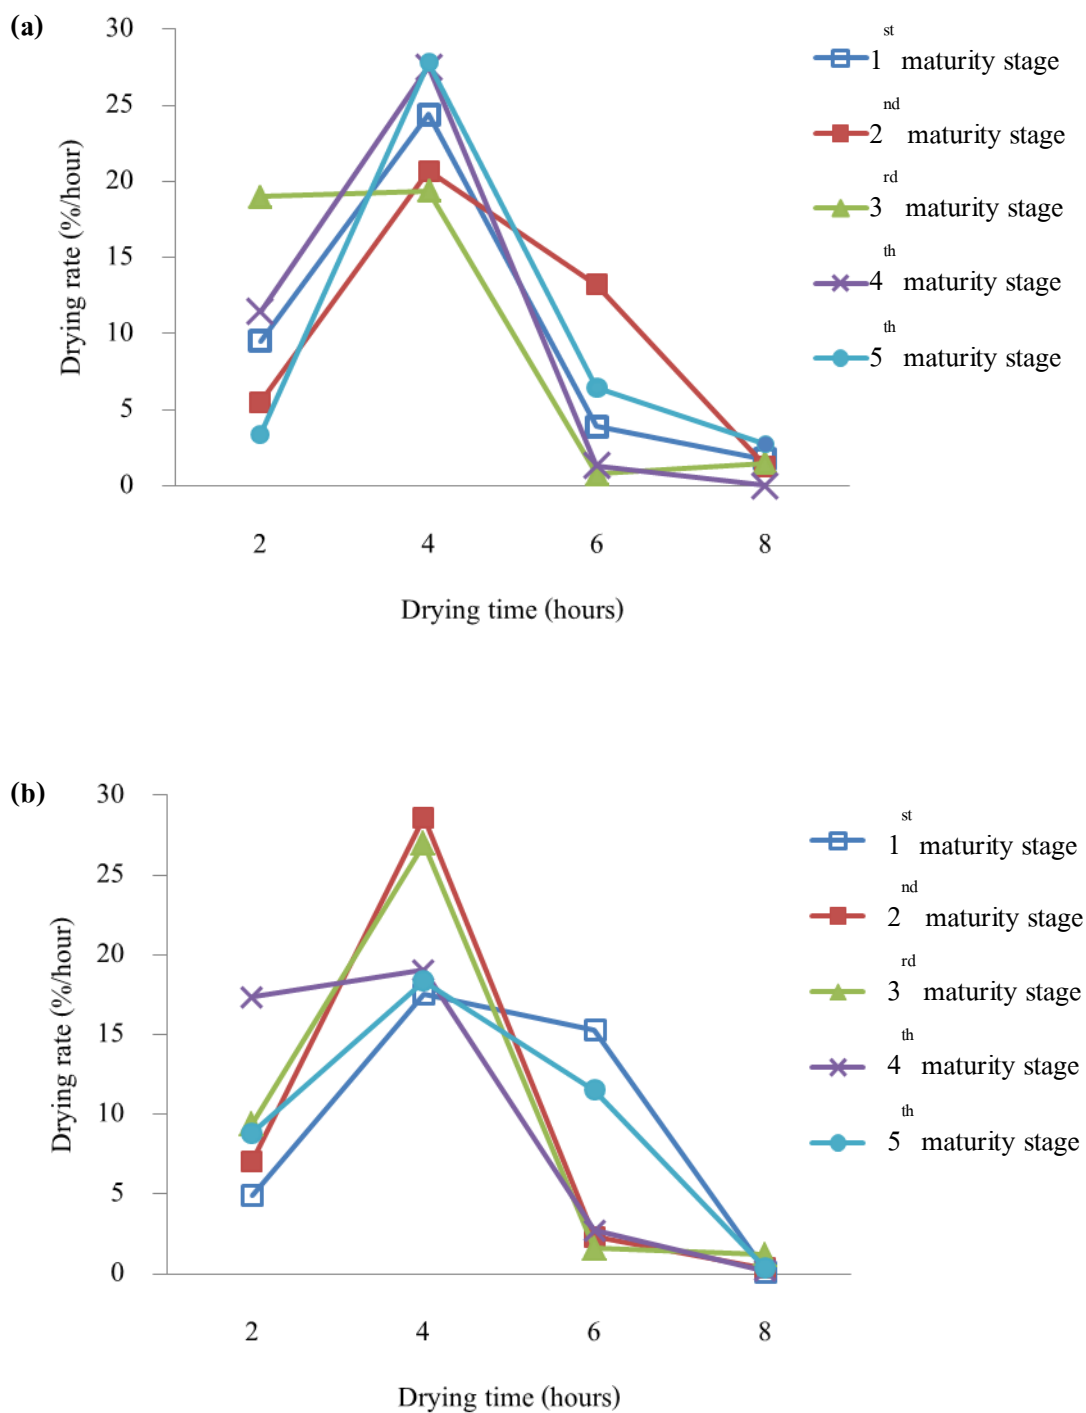 (a)
30
25
20
15
10
5
0
Drying rate (%/hour)
2 4 6 8
Drying time (hours)
1st maturity stage
2nd maturity stage
3rd maturity stage
4th maturity stage
5th maturity stage
(b)
30
25
20
15
10
5
0
Drying rate (%/hour)
2 4 6 8
Drying time (hours)
1st maturity stage
2nd maturity stage
3rd maturity stage
4th maturity stage
5th maturity stage